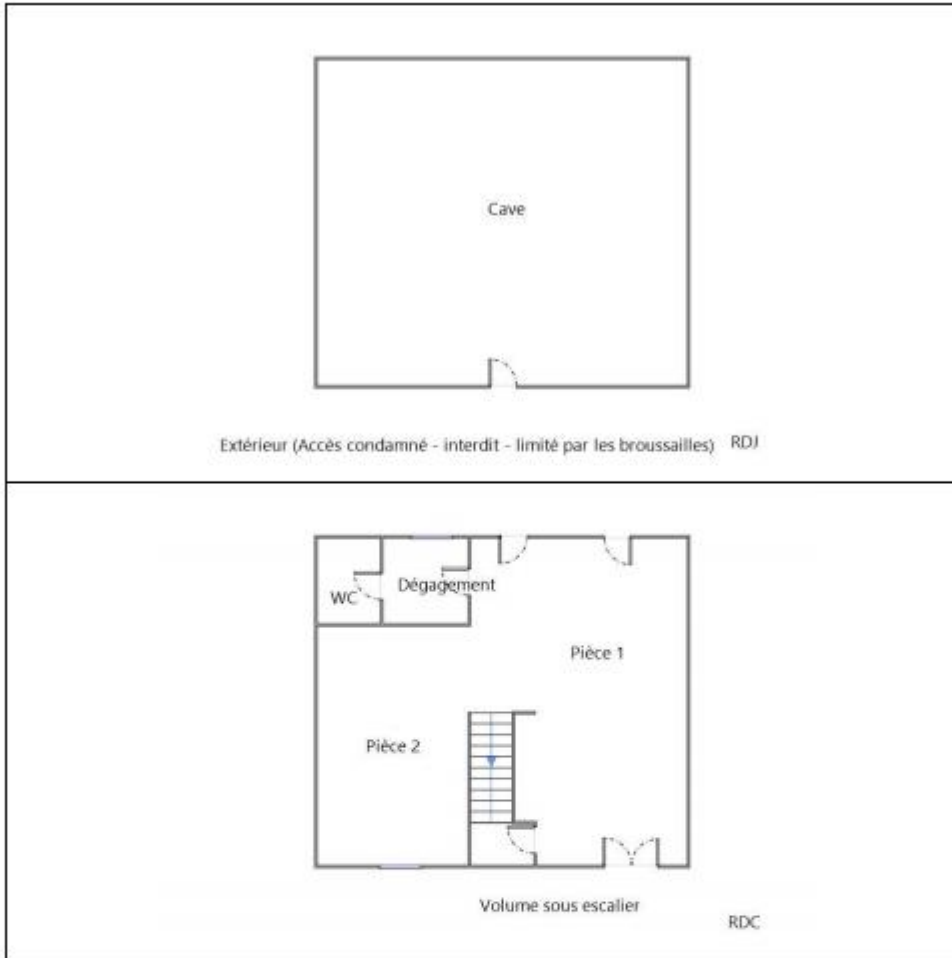 Cave
Extérieur (Accès condamné - interdit - limité par les broussailles) RDJ
Dégagement
WC
Pièce 1
Pièce 2
Volume sous escalier
RDC